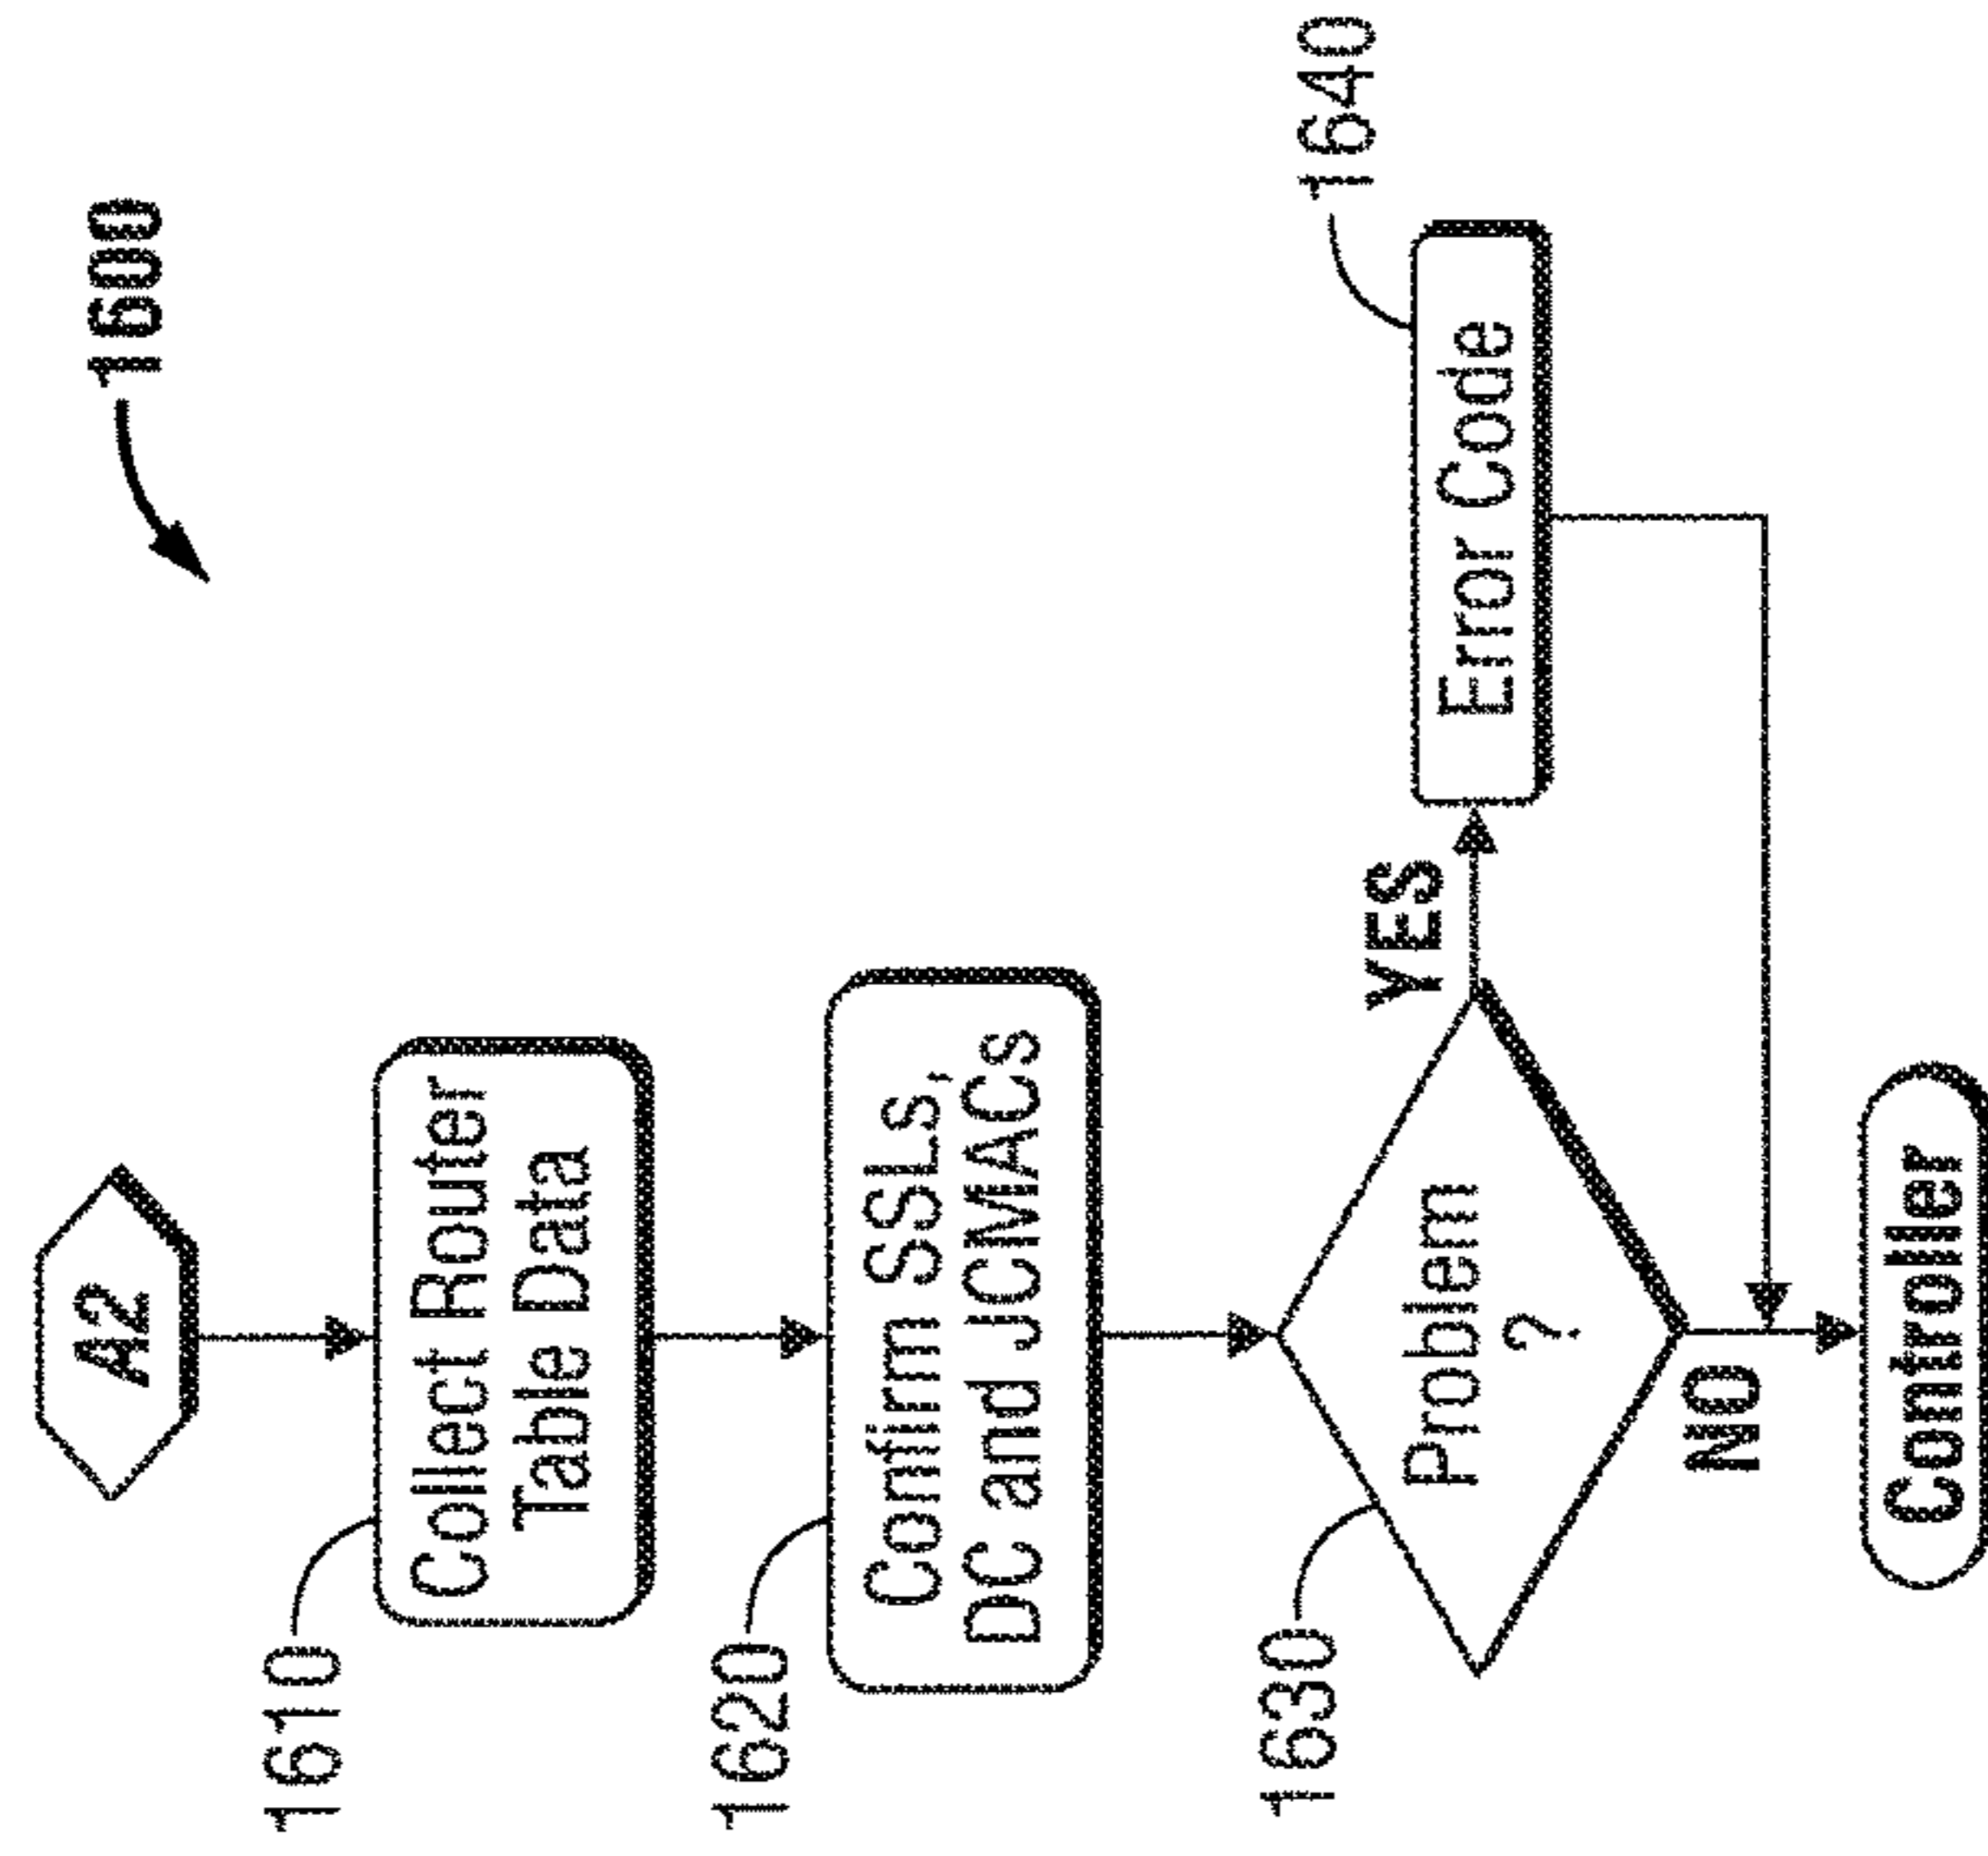 1600
A2
1610
Collect Router
Table Data
1620
Confirm SSLs,
DC and JCMACs
1630
Problem
?
YES
1640
Error Code
NO
Controller